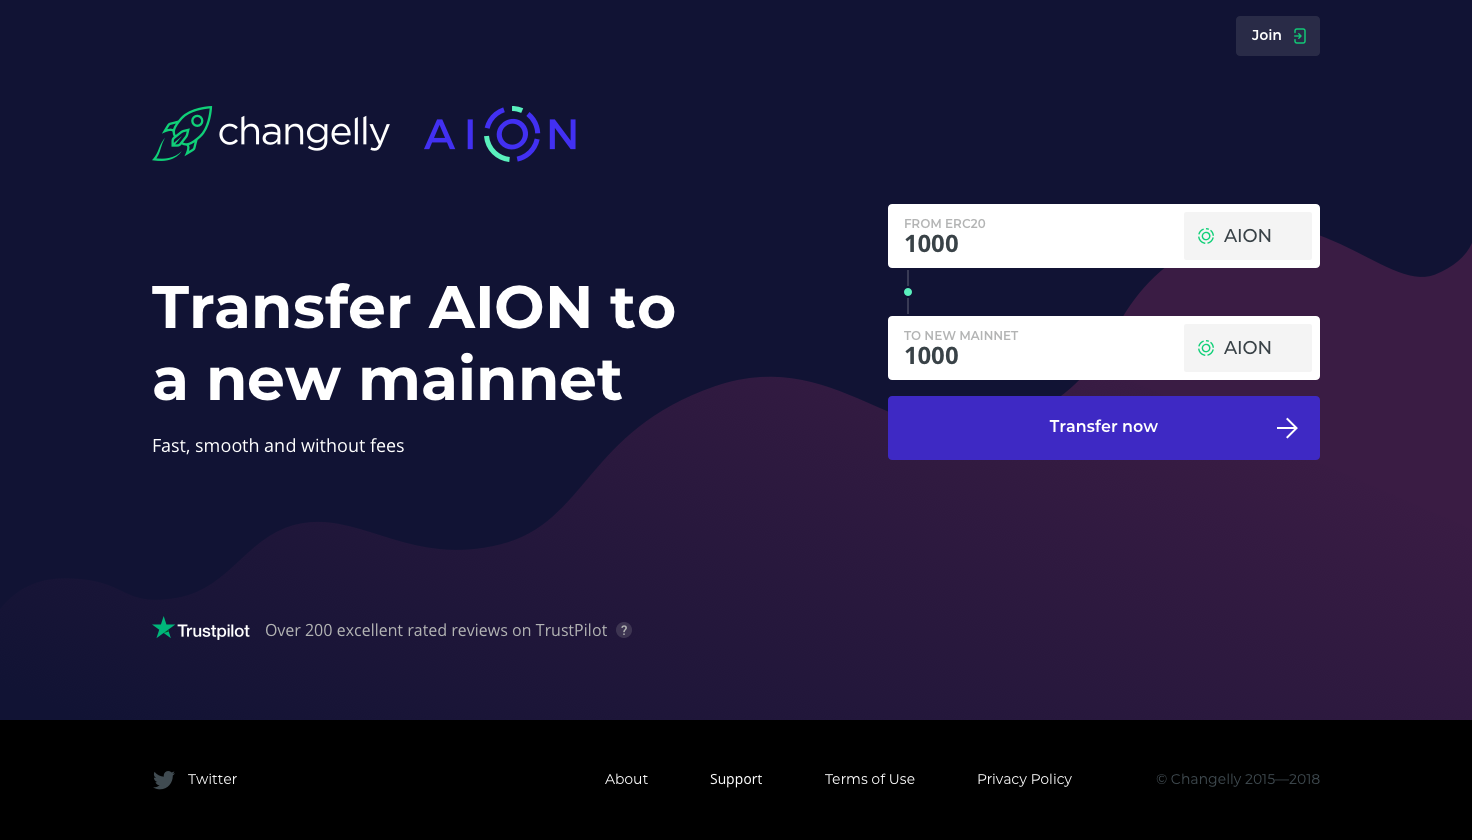 Join
changelly AION
Transfer AION to
a new mainnet
Fast, smooth and without fees
FROM ERC20
1000
AION
TO NEW MAINNET
1000
AION
Transfer now
Trustpilot Over 200 excellent rated reviews on TrustPilot ?
Twitter About Support Terms of Use Privacy Policy © Changelly 2015—2018